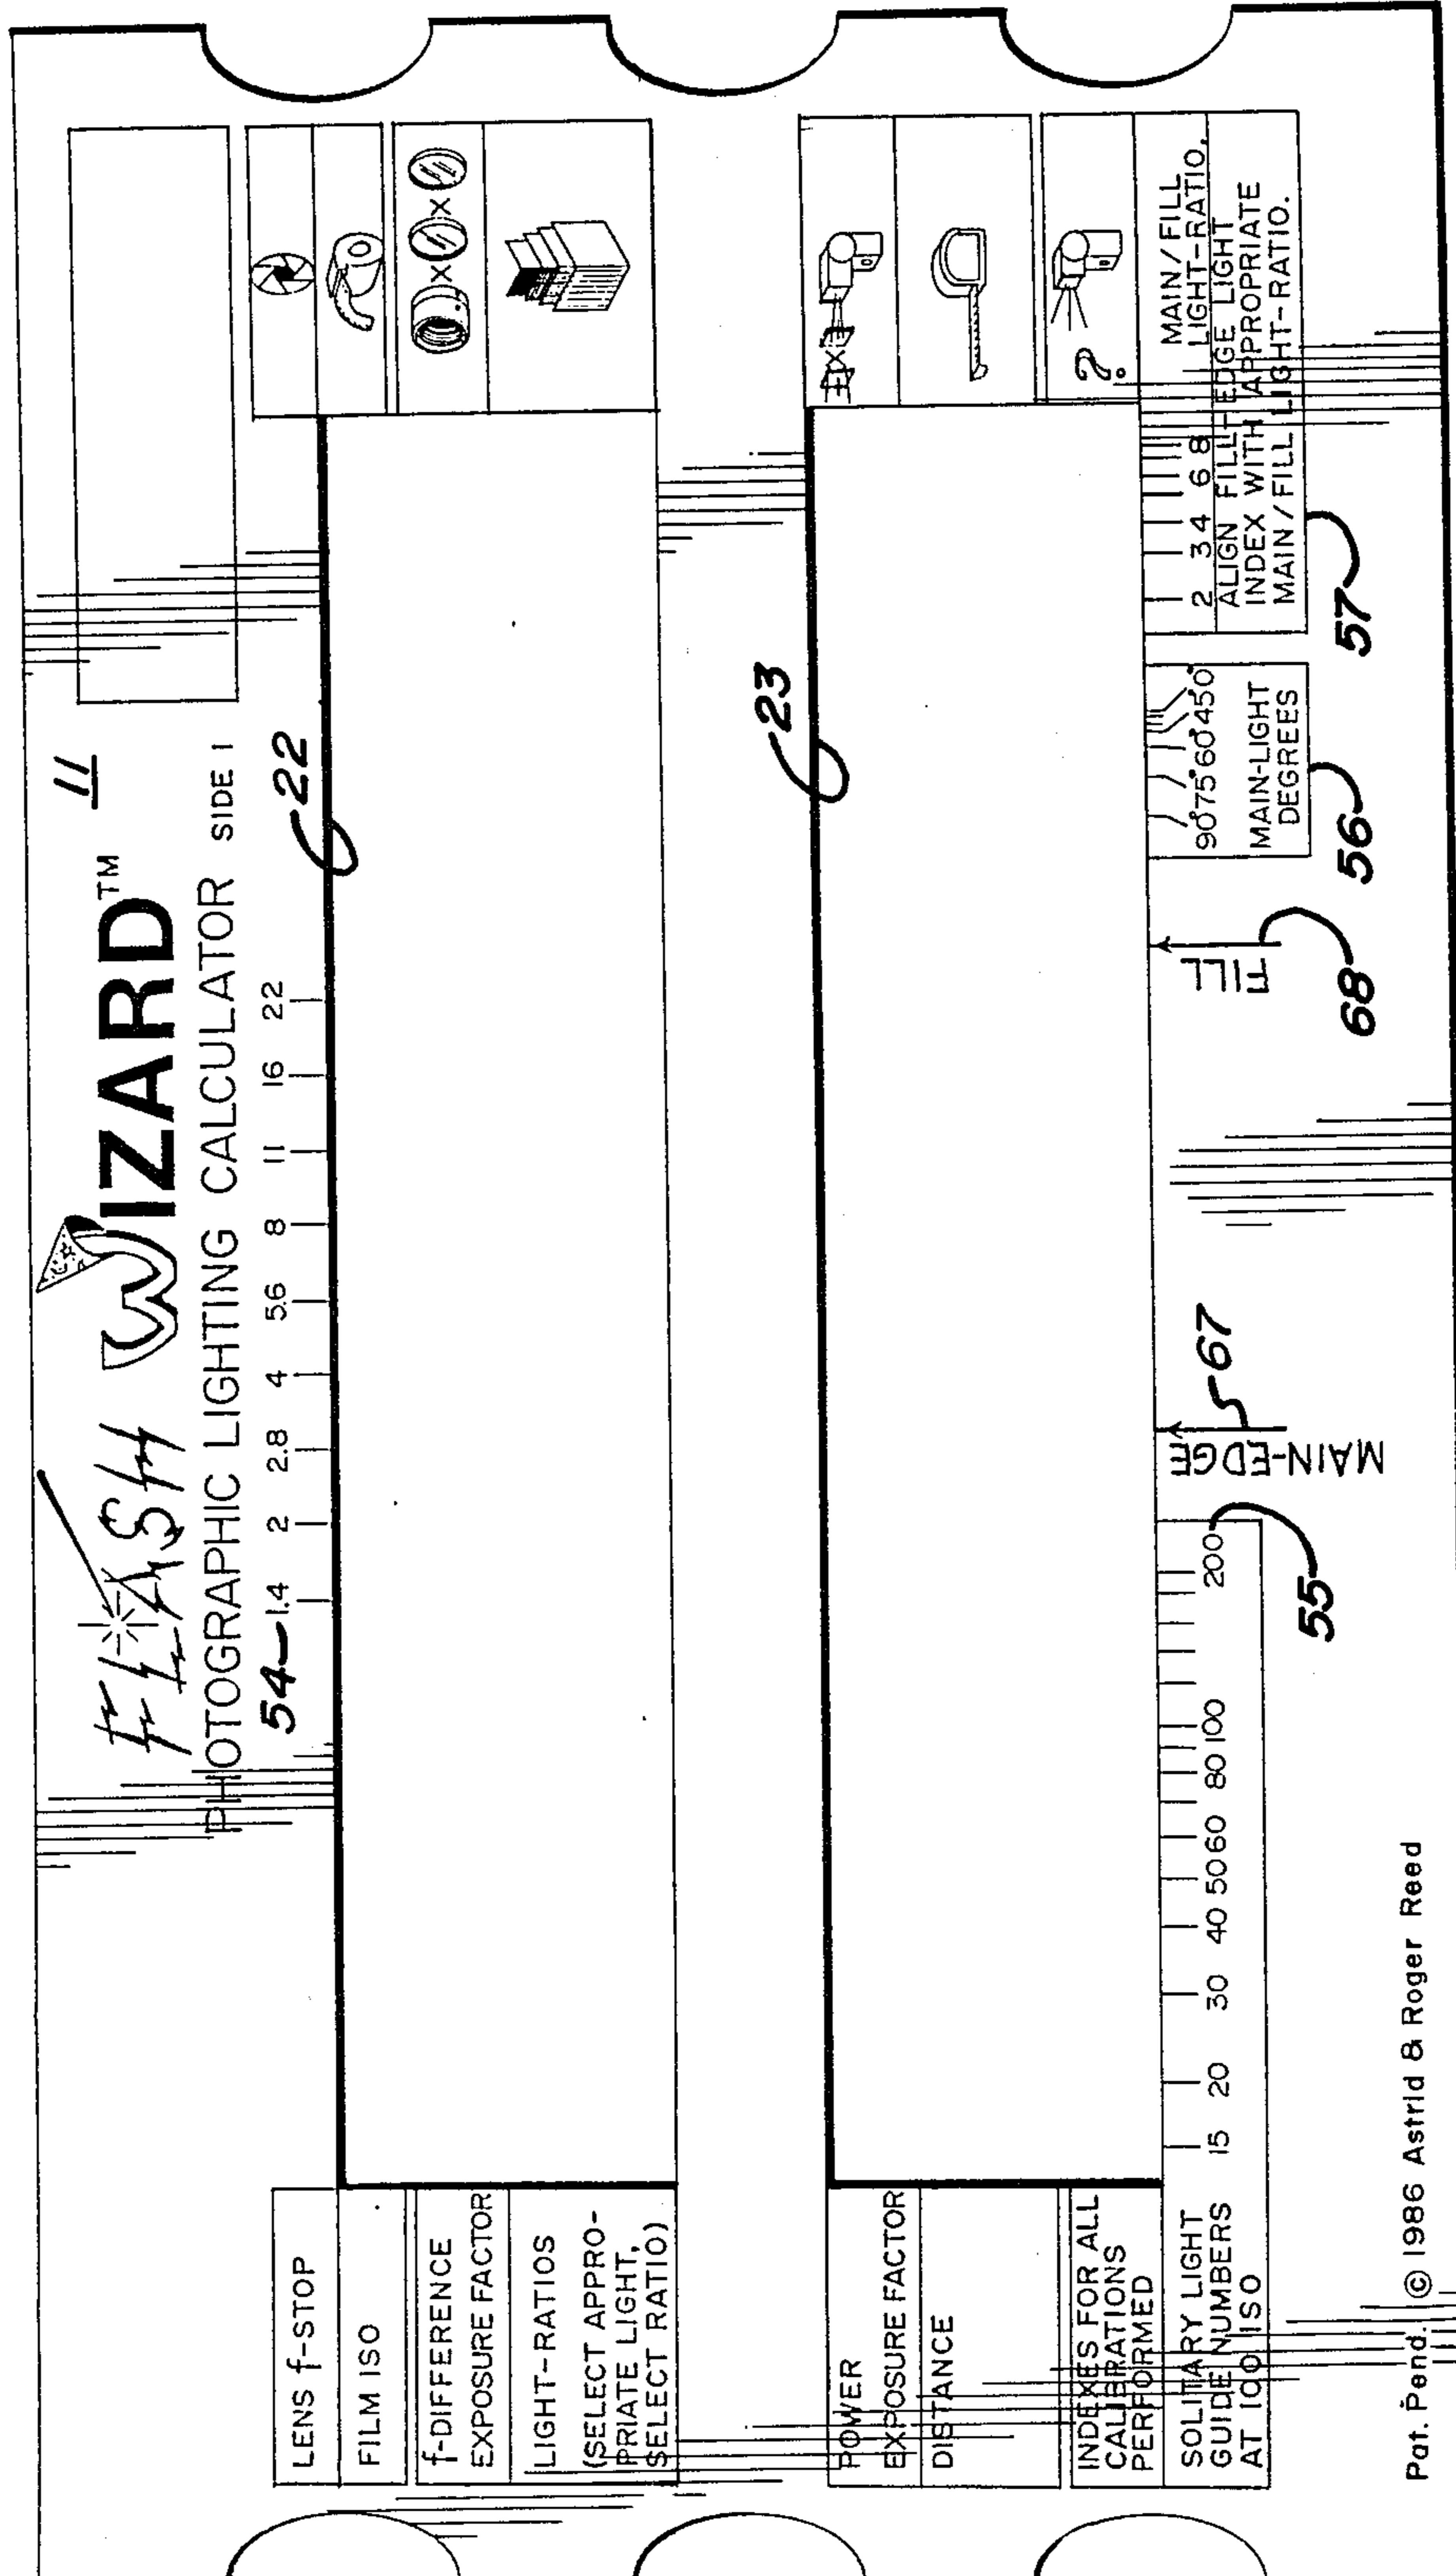 11
FLASH WIZARD™
PHOTOGRAPHIC LIGHTING CALCULATOR SIDE 1
54 1.4 2 2.8 4 5.6 8 11 16 22
22
LENS f-STOP
FILM ISO
f-DIFFERENCE
EXPOSURE FACTOR
LIGHT-RATIOS
(SELECT APPRO-
PRIATE LIGHT,
SELECT RATIO)
× ×
23
POWER
EXPOSURE FACTOR
DISTANCE
INDEXES FOR ALL
CALIBRATIONS
PERFORMED
×
?
SOLITARY LIGHT
GUIDE NUMBERS
AT 100 ISO
15 20 30 40 50 60 80 100 200
55
MAIN-EDGE
67
FILL
68
90° 75° 60° 45 0°
MAIN-LIGHT
DEGREES
56
MAIN/FILL
LIGHT-RATIO.
2 3 4 6 8
ALIGN FILL-EDGE LIGHT
INDEX WITH APPROPRIATE
MAIN/FILL LIGHT-RATIO.
57
Pat. Pend. © 1986 Astrid & Roger Reed